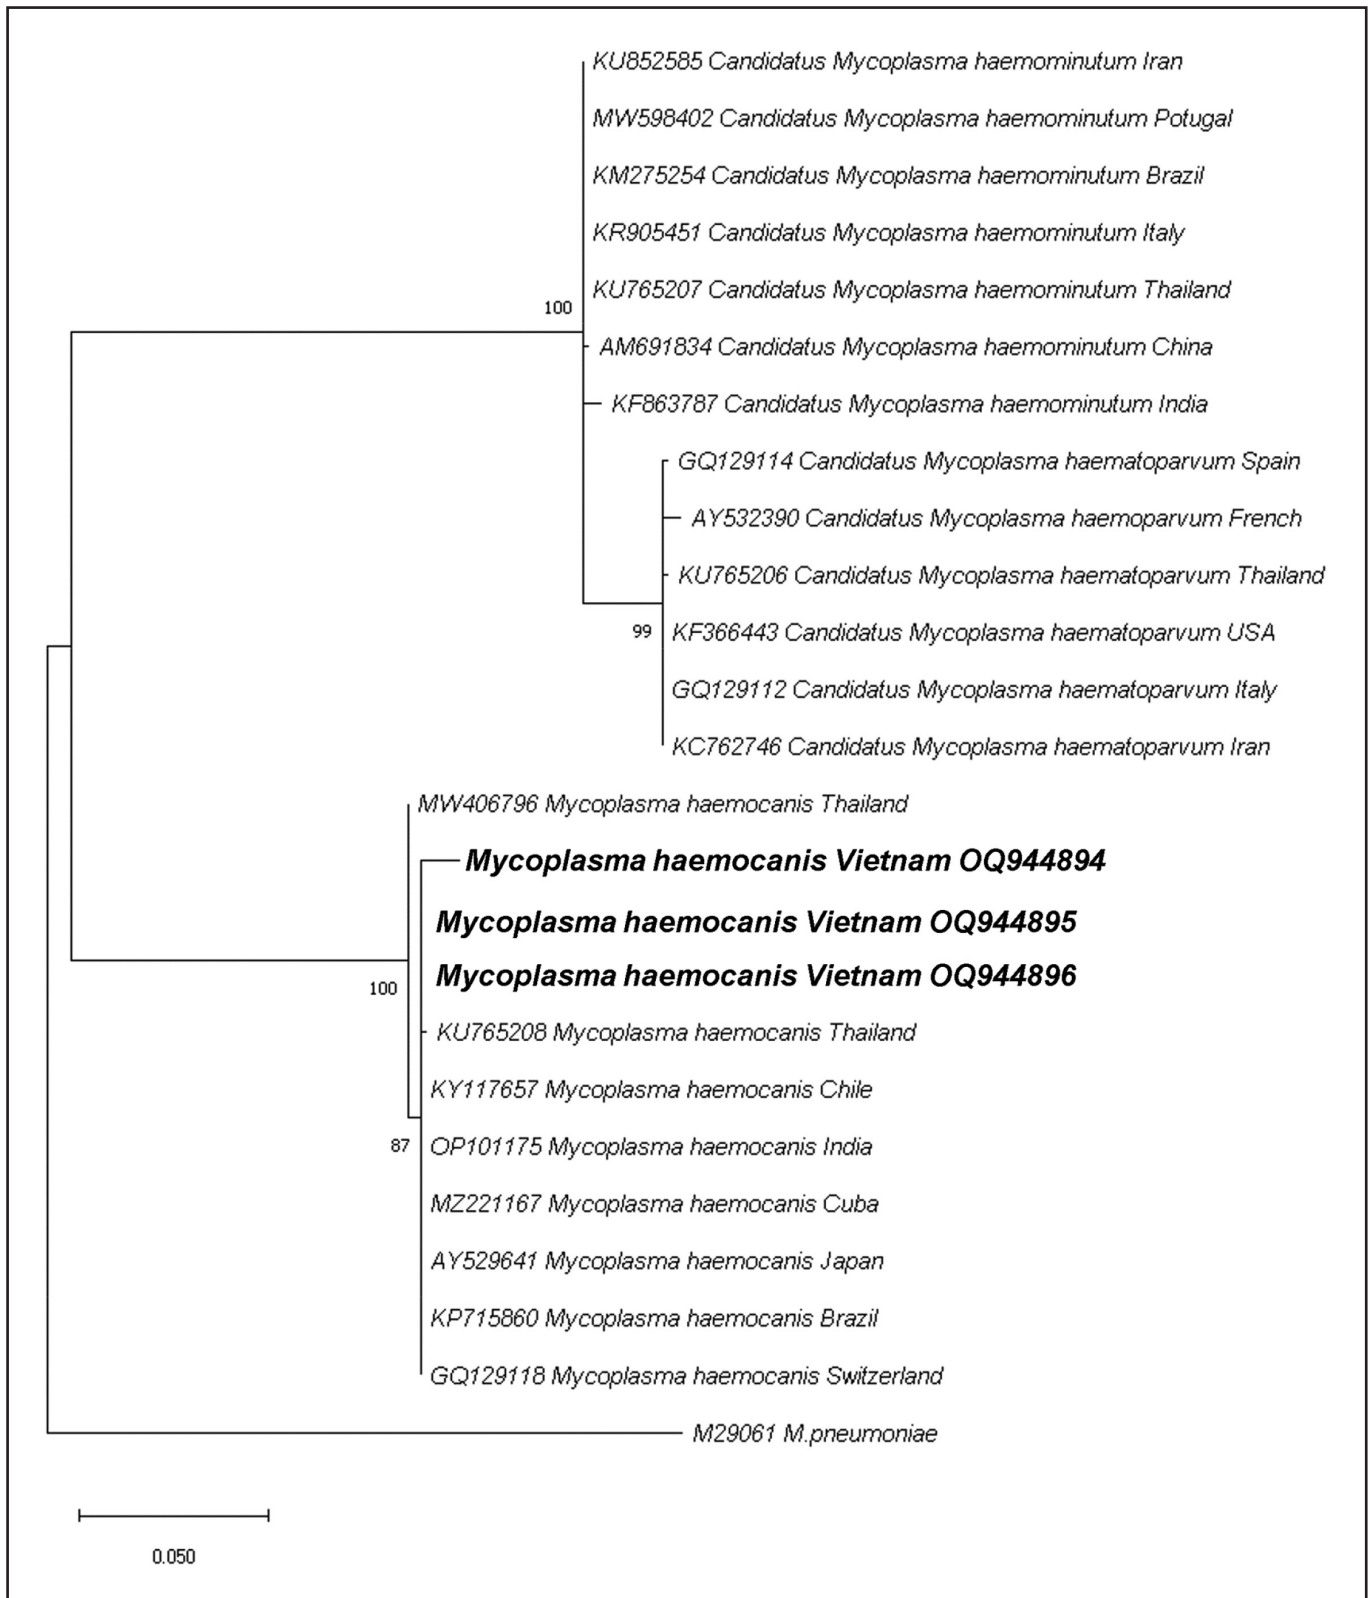 KU852585 Candidatus Mycoplasma haemominutum Iran
MW598402 Candidatus Mycoplasma haemominutum Potugal
KM275254 Candidatus Mycoplasma haemominutum Brazil
KR905451 Candidatus Mycoplasma haemominutum Italy
KU765207 Candidatus Mycoplasma haemominutum Thailand
100
AM691834 Candidatus Mycoplasma haemominutum China
KF863787 Candidatus Mycoplasma haemominutum India
GQ129114 Candidatus Mycoplasma haematoparvum Spain
AY532390 Candidatus Mycoplasma haemoparvum French
KU765206 Candidatus Mycoplasma haematoparvum Thailand
99 KF366443 Candidatus Mycoplasma haematoparvum USA
GQ129112 Candidatus Mycoplasma haematoparvum Italy
KC762746 Candidatus Mycoplasma haematoparvum Iran
MW406796 Mycoplasma haemocanis Thailand
Mycoplasma haemocanis Vietnam OQ944894
Mycoplasma haemocanis Vietnam OQ944895
Mycoplasma haemocanis Vietnam OQ944896
100
KU765208 Mycoplasma haemocanis Thailand
KY117657 Mycoplasma haemocanis Chile
87 OP101175 Mycoplasma haemocanis India
MZ221167 Mycoplasma haemocanis Cuba
AY529641 Mycoplasma haemocanis Japan
KP715860 Mycoplasma haemocanis Brazil
GQ129118 Mycoplasma haemocanis Switzerland
M29061 M.pneumoniae
0.050